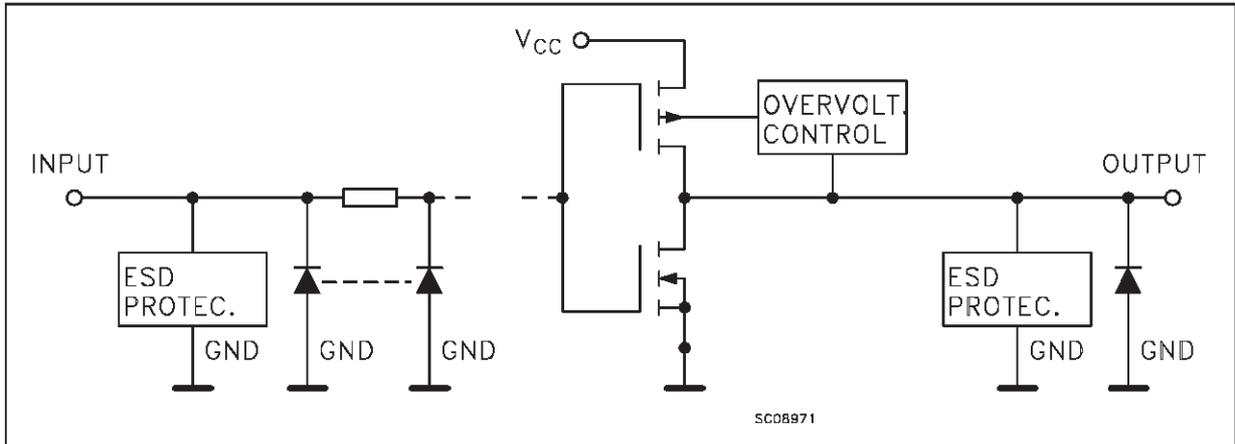 VCC
OVERVOLT.
CONTROL
INPUT
OUTPUT
ESD
PROTEC.
ESD
PROTEC.
GND
GND
GND
GND
GND
SC08971